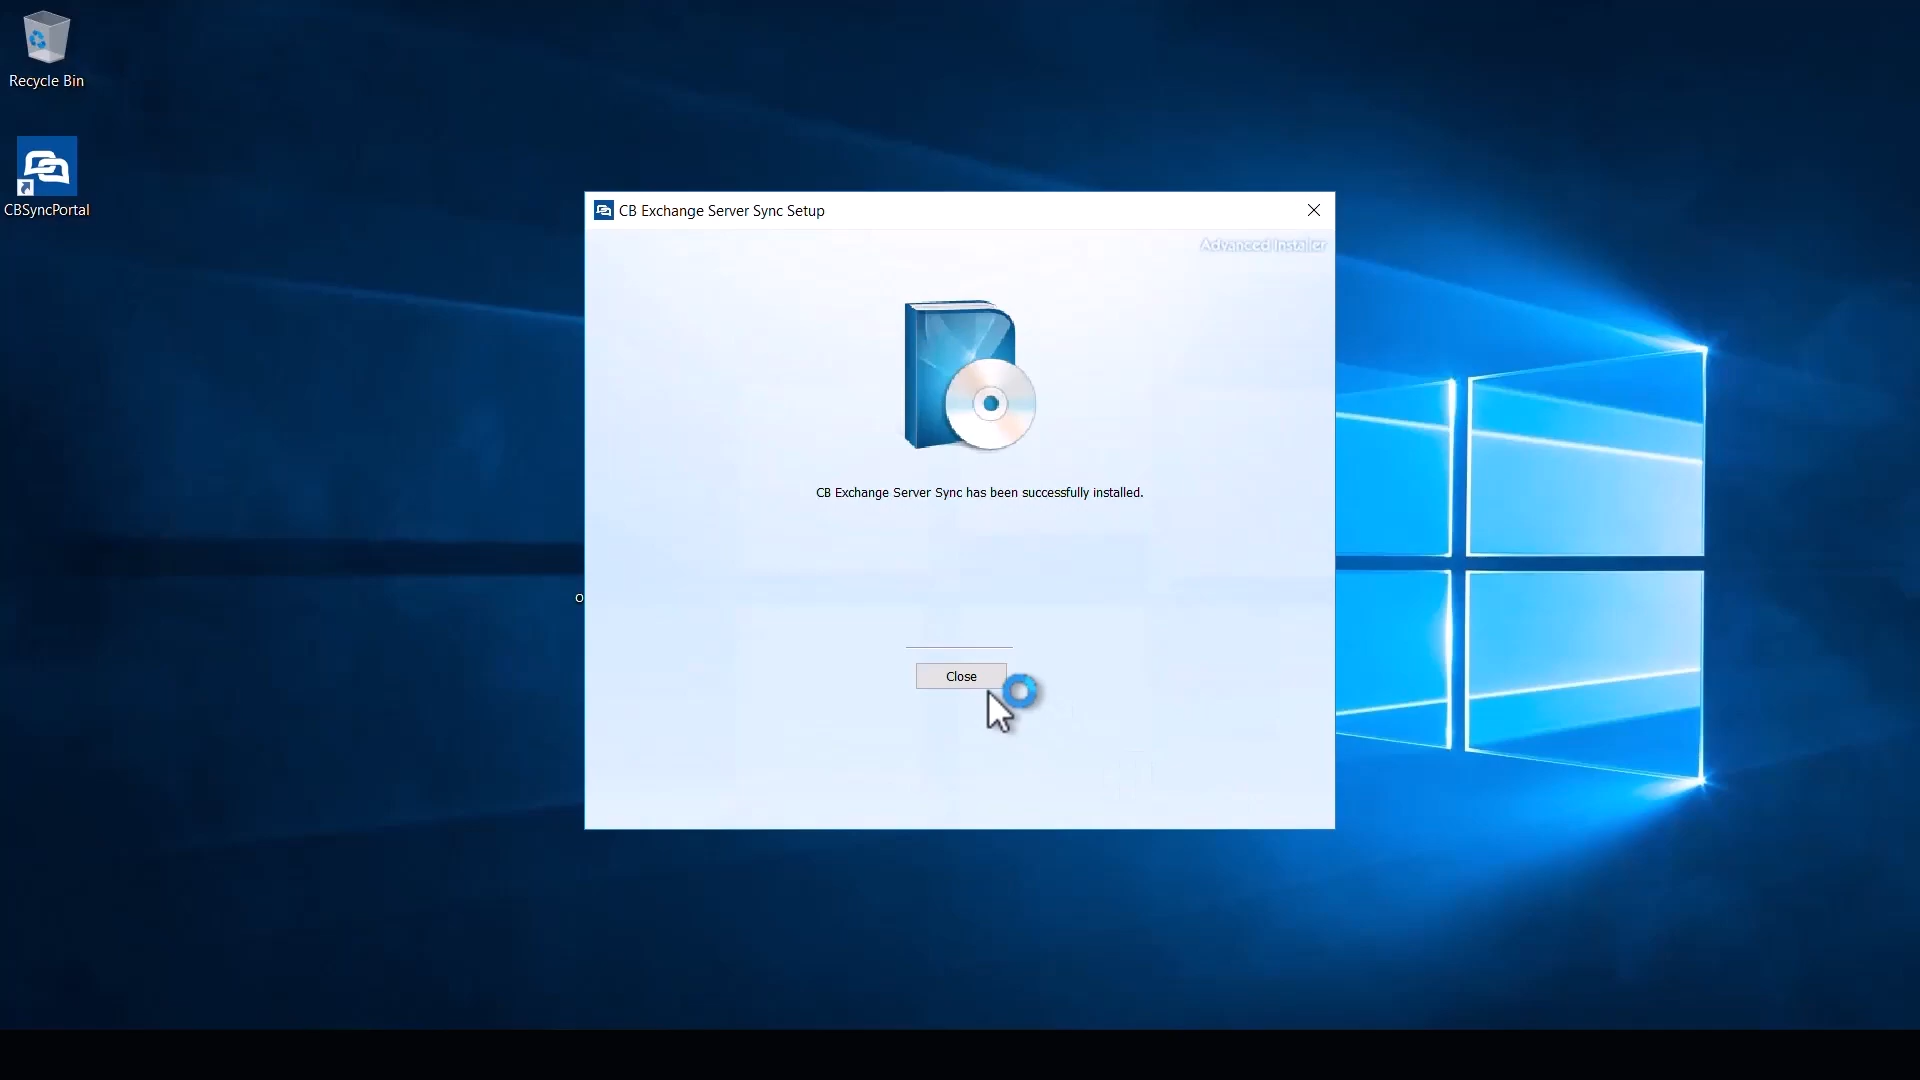 Recycle Bin
CBSyncPortal
CB Exchange Server Sync Setup
Advanced Installer
CB Exchange Server Sync has been successfully installed.
Close